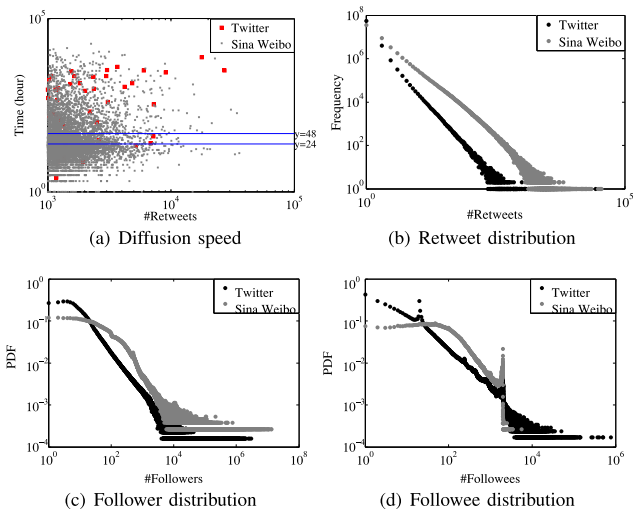 10^5
Twitter
Sina Weibo
Time (hour)
y=48
y=24
10^0
10^3
10^4
10^5
#Retweets
(a) Diffusion speed
10^8
10^6
10^4
10^2
10^0
Frequency
Twitter
Sina Weibo
10^0
10^5
#Retweets
(b) Retweet distribution
10^0
10^-1
10^-2
10^-3
10^-4
PDF
Twitter
Sina Weibo
10^0
10^2
10^4
10^6
10^8
#Followers
(c) Follower distribution
10^0
10^-1
10^-2
10^-3
10^-4
PDF
Twitter
Sina Weibo
10^0
10^2
10^4
10^6
#Followees
(d) Followee distribution